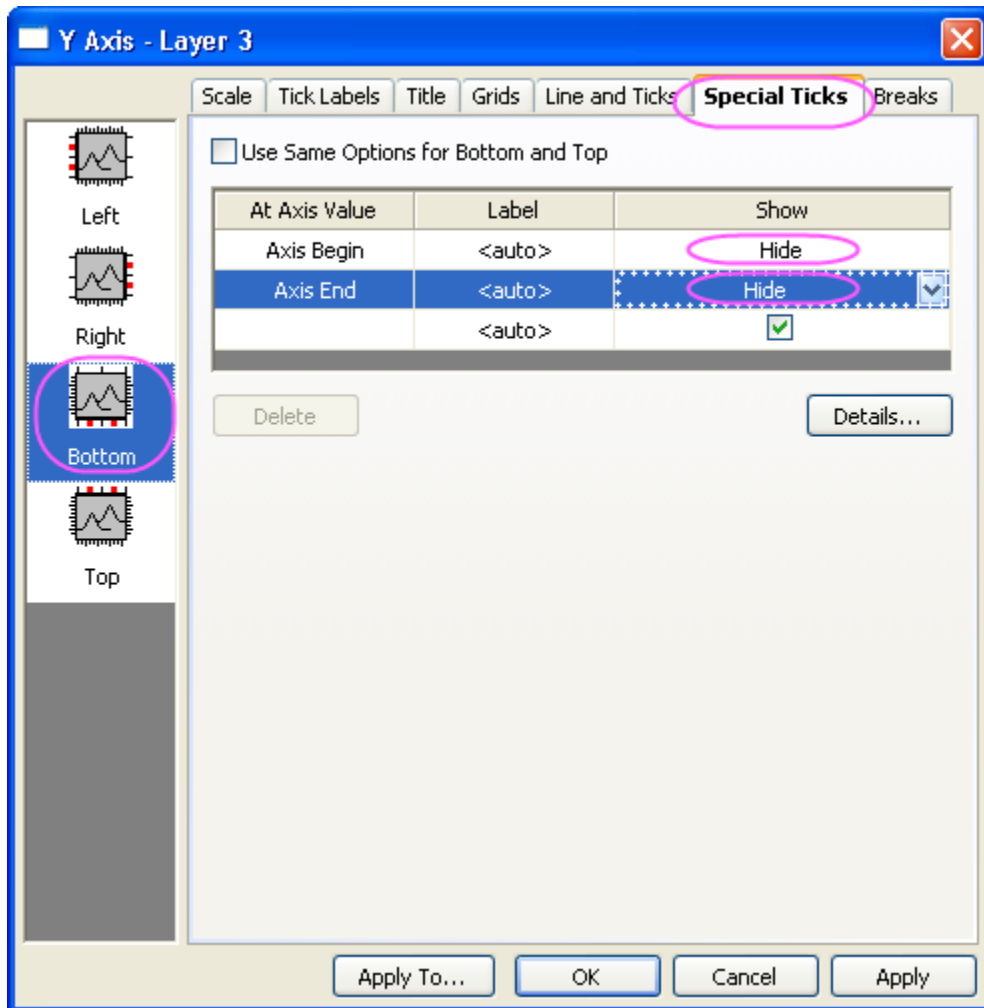 Y Axis - Layer 3
Scale Tick Labels Title Grids Line and Ticks Special Ticks Breaks
Left
Right
Bottom
Top
Use Same Options for Bottom and Top
At Axis Value Label Show
Axis Begin <auto> Hide
Axis End <auto> Hide
<auto>
Delete Details...
Apply To... OK Cancel Apply